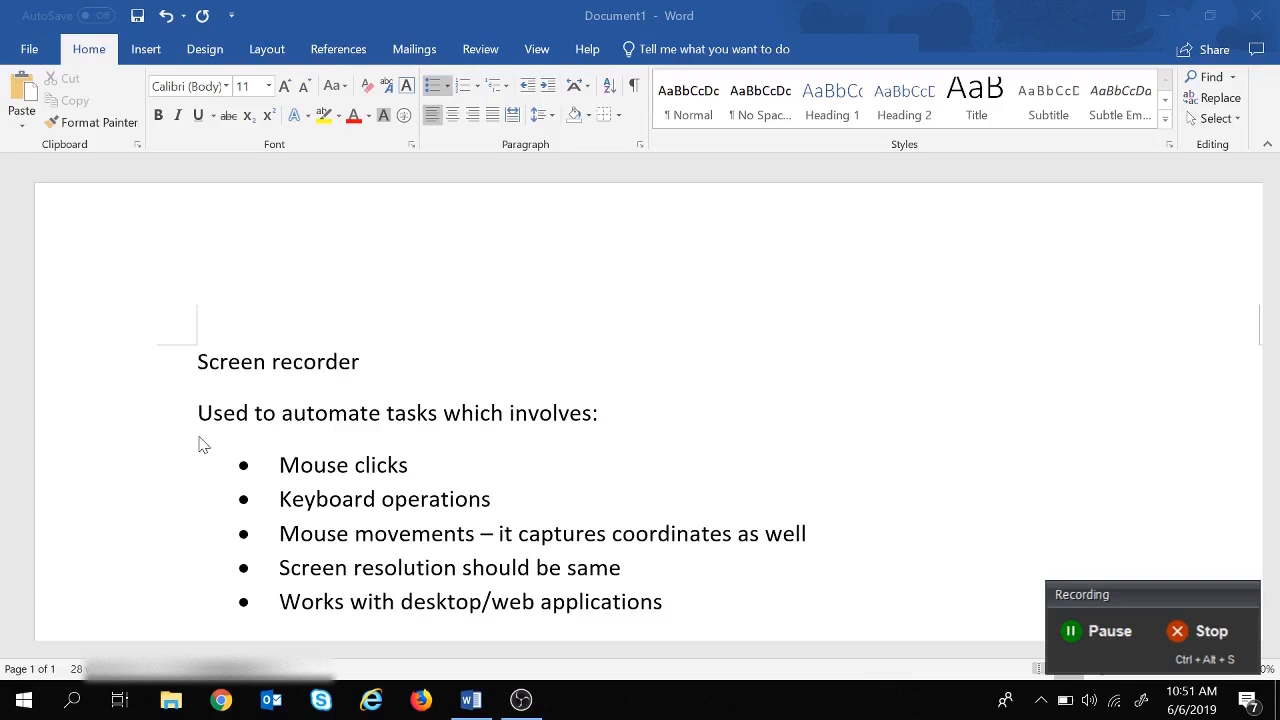 AutoSave Off
Document1 - Word
File Home Insert Design Layout References Mailings Review View Help Tell me what you want to do Share
Paste
Cut
Copy
Format Painter
Clipboard
Calibri (Body) 11
Font
Paragraph
AaBbCcDc AaBbCcDc AaBbCc AaBbCcD AaB AaBbCcD AaBbCcDa
¶ Normal ¶ No Spac... Heading 1 Heading 2 Title Subtitle Subtle Em...
Styles
Find
Replace
Select
Editing
Screen recorder
Used to automate tasks which involves:
• Mouse clicks
• Keyboard operations
• Mouse movements – it captures coordinates as well
• Screen resolution should be same
• Works with desktop/web applications
Recording
Pause Stop
Ctrl + Alt + S
Page 1 of 1 28
10:51 AM
6/6/2019
7